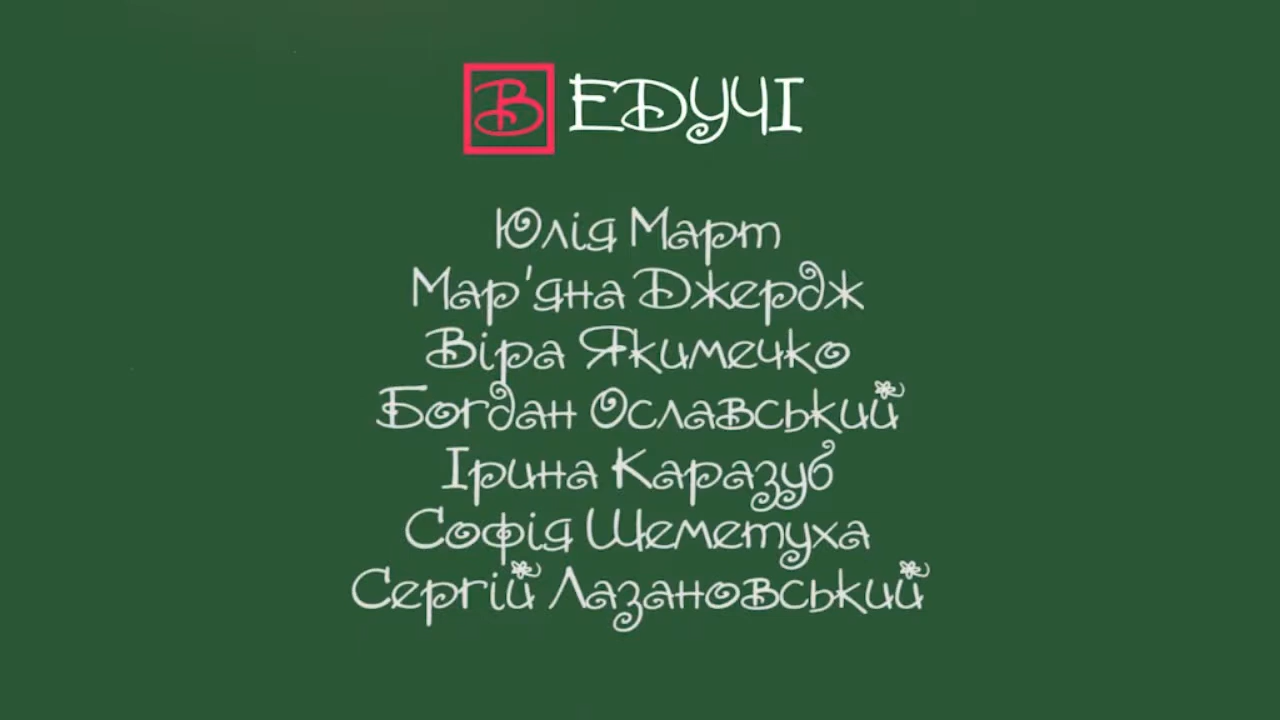 ВЕДУЧІ
Юлія Март
Мар'яна Джердж
Віра Якимечко
Богдан Ославський
Ірина Каразуб
Софія Шеметуха
Сергій Лазановський